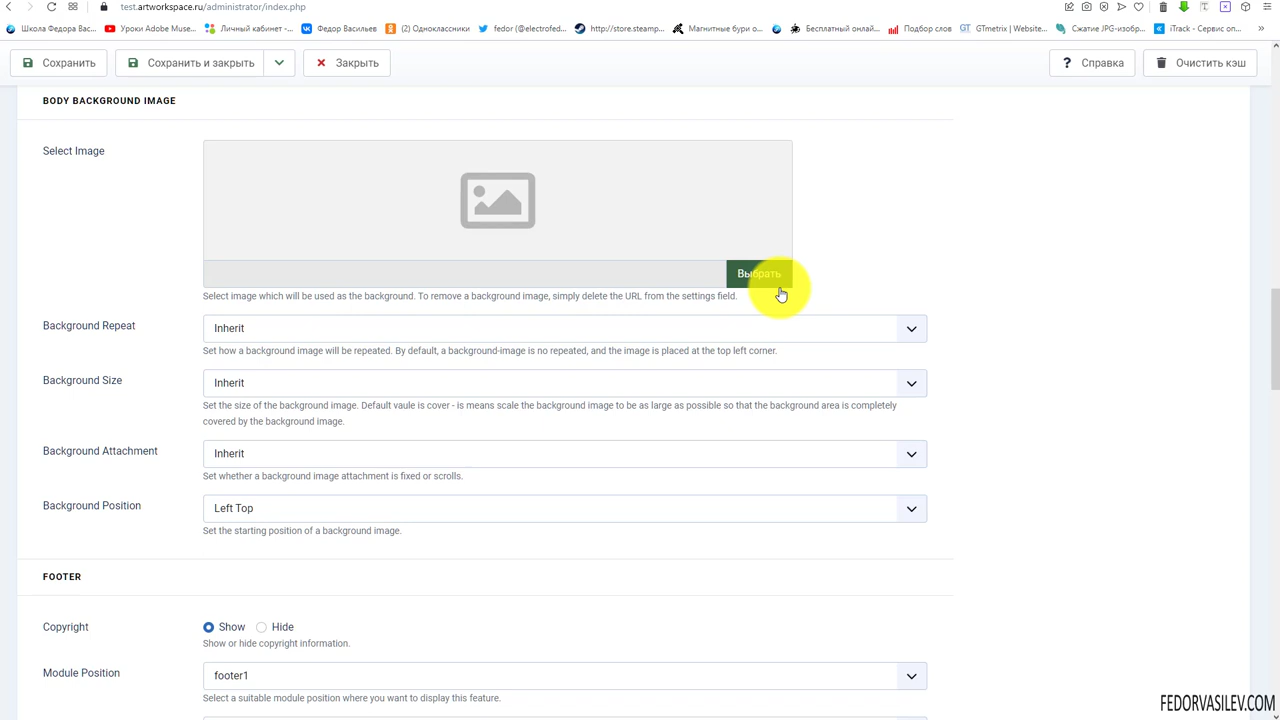 test.artworkspace.ru/administrator/index.php
Школа Федора Вас...
Уроки Adobe Muse...
Личный кабинет -...
Федор Васильев
(2) Одноклассники
fedor (@electrofed...
http://store.steamp...
Магнитные бури о...
Бесплатный онлай...
Подбор слов
GTmetrix | Website...
Сжатие JPG-изобр...
iTrack - Сервис оп...
Сохранить
Сохранить и закрыть
Закрыть
Справка
Очистить кэш
BODY BACKGROUND IMAGE
Select Image
Выбрать
Select image which will be used as the background. To remove a background image, simply delete the URL from the settings field.
Background Repeat
Inherit
Set how a background image will be repeated. By default, a background-image is no repeated, and the image is placed at the top left corner.
Background Size
Inherit
Set the size of the background image. Default vaule is cover - is means scale the background image to be as large as possible so that the background area is completely
covered by the background image.
Background Attachment
Inherit
Set whether a background image attachment is fixed or scrolls.
Background Position
Left Top
Set the starting position of a background image.
FOOTER
Copyright
Show
Hide
Show or hide copyright information.
Module Position
footer1
Select a suitable module position where you want to display this feature.
FEDORVASILEV.COM